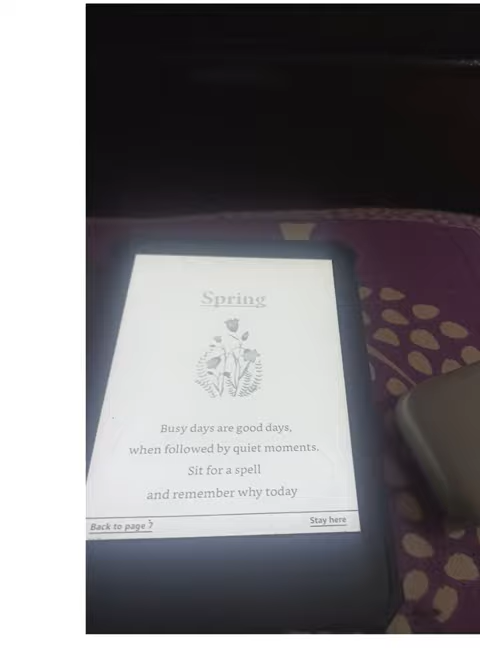 Spring
Busy days are good days,
when followed by quiet moments.
Sit for a spell
and remember why today
Back to page 7
Stay here